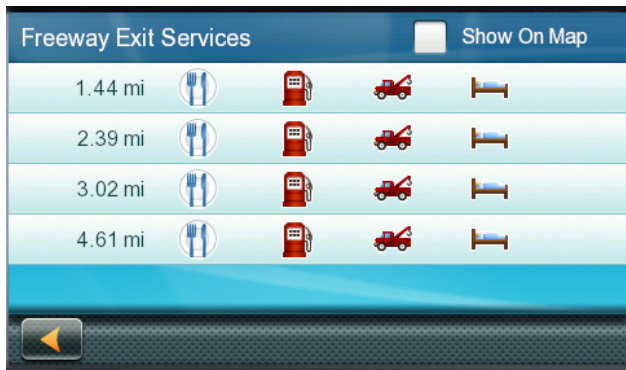 Freeway Exit Services
Show On Map
1.44 mi
2.39 mi
3.02 mi
4.61 mi